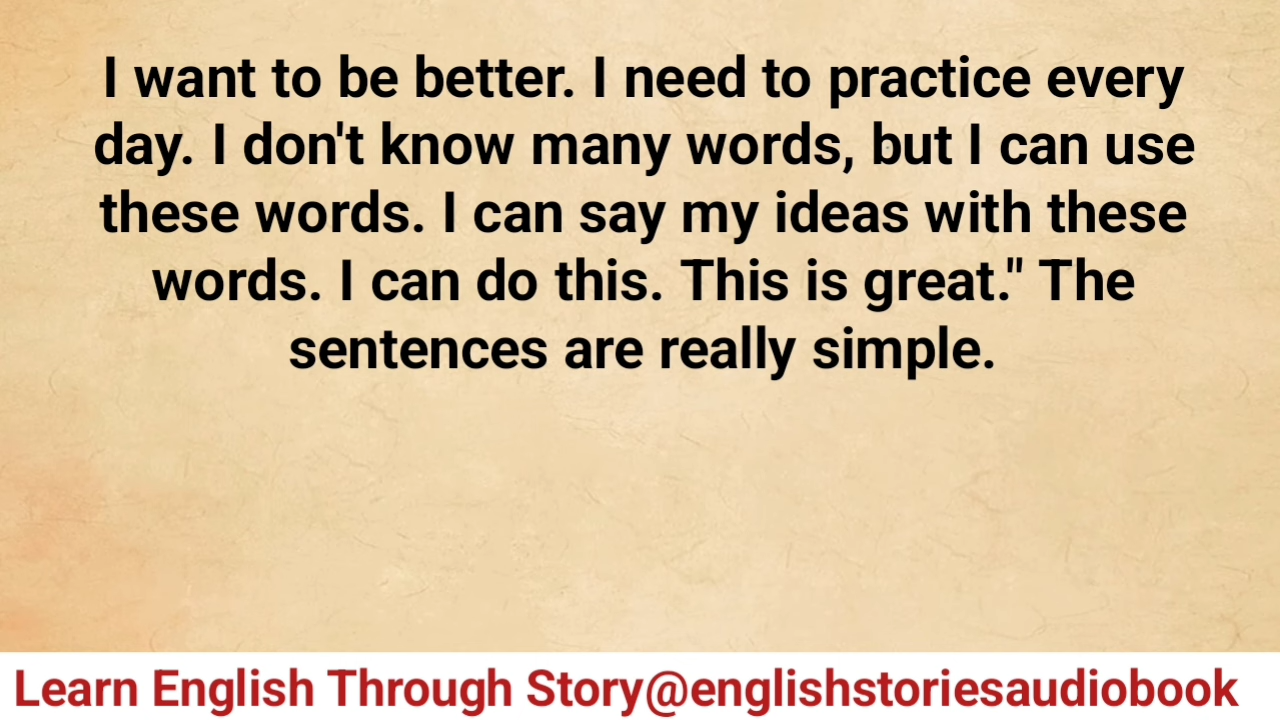 I want to be better. I need to practice every
day. I don't know many words, but I can use
these words. I can say my ideas with these
words. I can do this. This is great." The
sentences are really simple.
Learn English Through Story@englishstoriesaudiobook